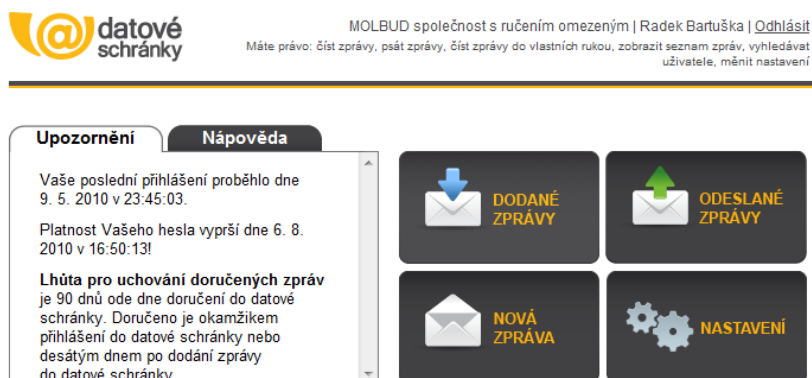 datové
schránky
MOLBUD společnost s ručením omezeným | Radek Bartuška | Odhlásit
Máte právo: číst zprávy, psát zprávy, číst zprávy do vlastních rukou, zobrazit seznam zpráv, vyhledávat
uživatele, měnit nastavení
Upozornění
Nápověda
Vaše poslední přihlášení proběhlo dne
9. 5. 2010 v 23:45:03.
Platnost Vašeho hesla vyprší dne 6. 8.
2010 v 16:50:13!
Lhůta pro uchování doručených zpráv
je 90 dnů ode dne doručení do datové
schránky. Doručeno je okamžikem
přihlášení do datové schránky nebo
desátým dnem po dodání zprávy
do datové schránky
DODANÉ
ZPRÁVY
ODESLANÉ
ZPRÁVY
NOVÁ
ZPRÁVA
NASTAVENÍ